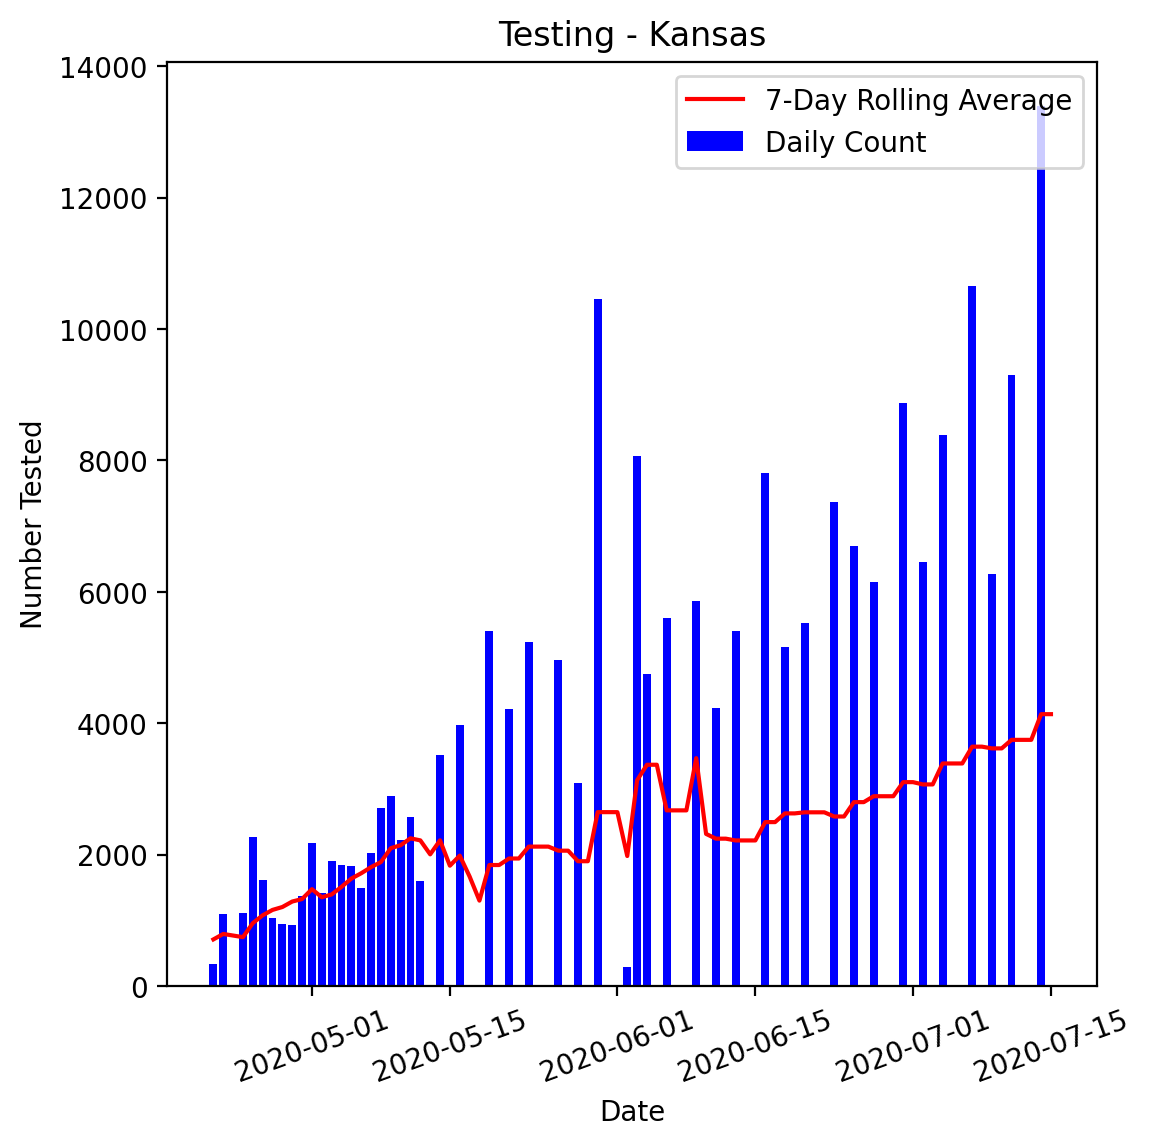 Testing - Kansas
7-Day Rolling Average
Daily Count
14000
12000
10000
8000
6000
4000
2000
0
Number Tested
2020-05-01
2020-05-15
2020-06-01
2020-06-15
2020-07-01
2020-07-15
Date